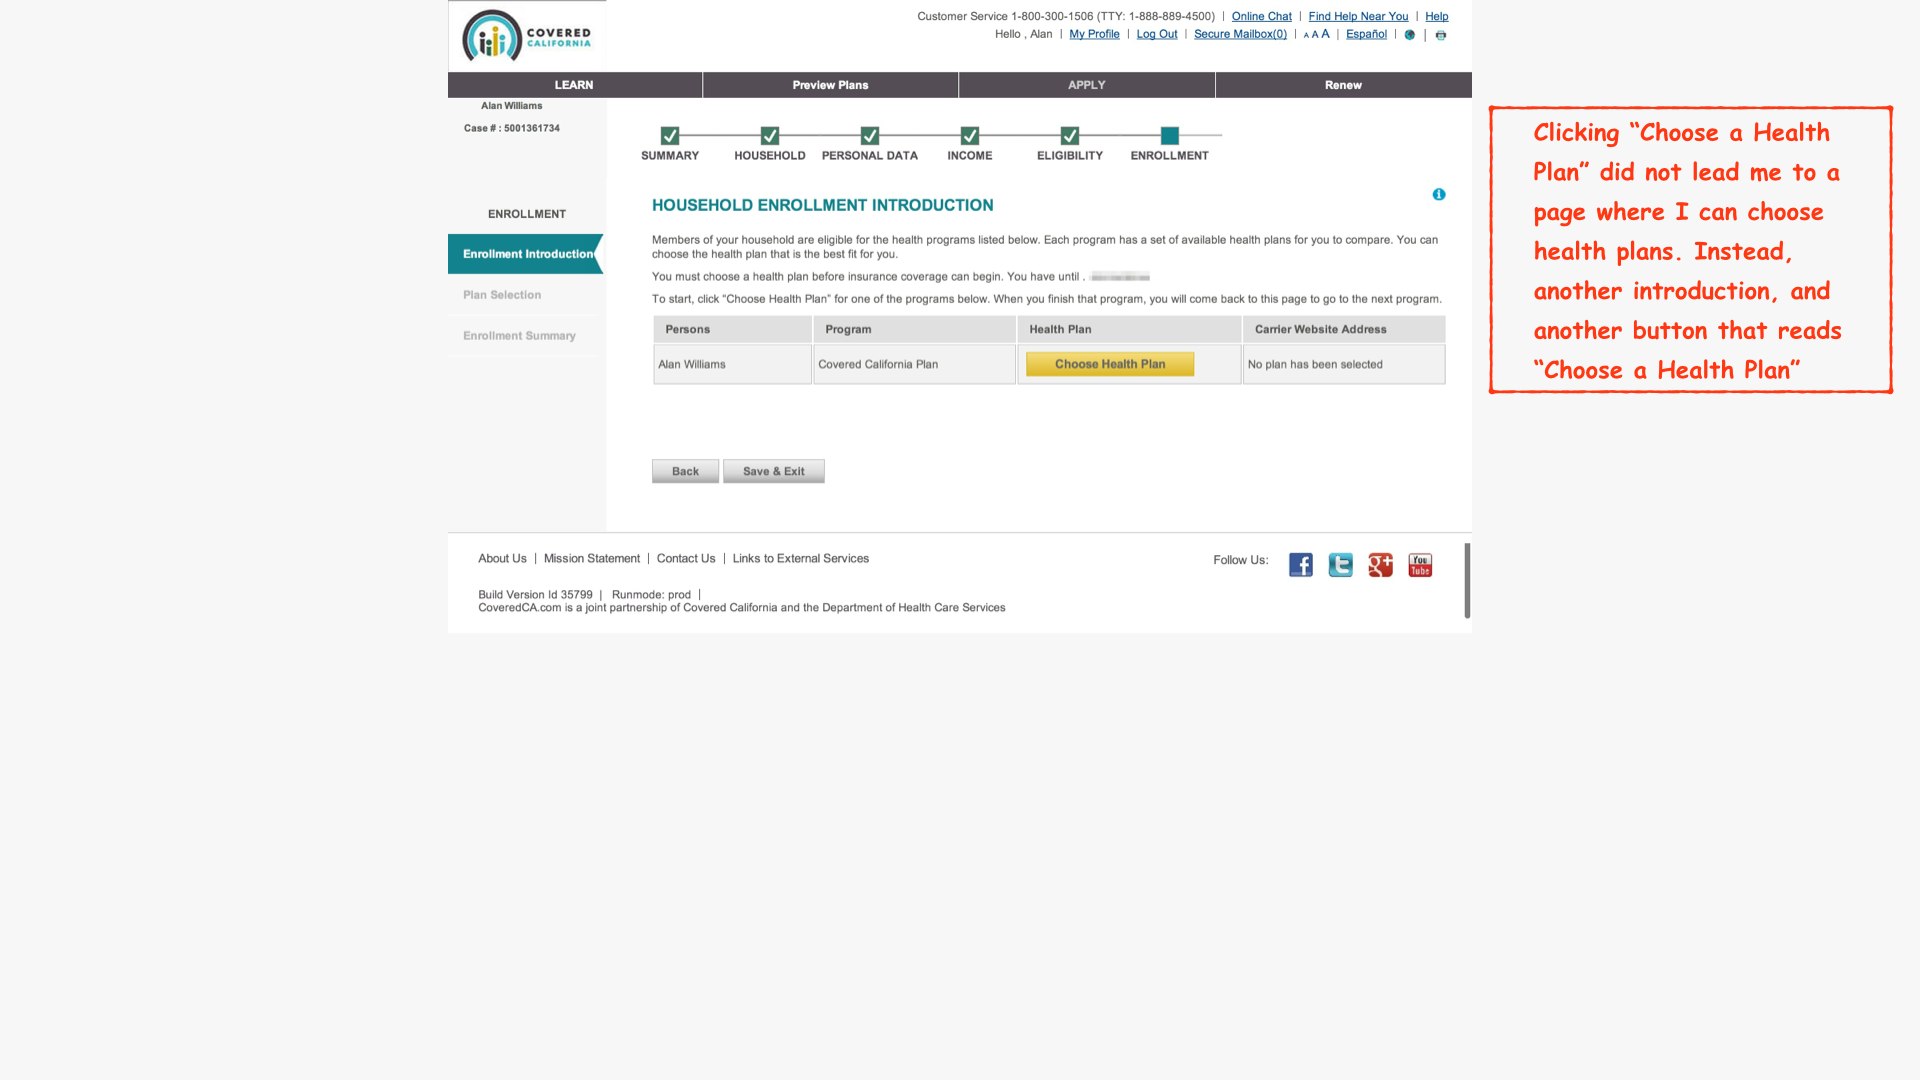 COVERED
CALIFORNIA
Customer Service 1-800-300-1506 (TTY: 1-888-889-4500) | Online Chat | Find Help Near You | Help
Hello , Alan | My Profile | Log Out | Secure Mailbox(0) | A A A | Español | |
LEARN
Preview Plans
APPLY
Renew
Alan Williams
Case # : 5001361734
SUMMARY
HOUSEHOLD
PERSONAL DATA
INCOME
ELIGIBILITY
ENROLLMENT
ENROLLMENT
Enrollment Introduction
Plan Selection
Enrollment Summary
HOUSEHOLD ENROLLMENT INTRODUCTION
Members of your household are eligible for the health programs listed below. Each program has a set of available health plans for you to compare. You can
choose the health plan that is the best fit for you.
You must choose a health plan before insurance coverage can begin. You have until .
To start, click “Choose Health Plan” for one of the programs below. When you finish that program, you will come back to this page to go to the next program.
Persons
Program
Health Plan
Carrier Website Address
Alan Williams
Covered California Plan
Choose Health Plan
No plan has been selected
Back
Save & Exit
About Us | Mission Statement | Contact Us | Links to External Services
Follow Us:
You
Tube
Build Version Id 35799 | Runmode: prod |
CoveredCA.com is a joint partnership of Covered California and the Department of Health Care Services
Clicking “Choose a Health
Plan” did not lead me to a
page where I can choose
health plans. Instead,
another introduction, and
another button that reads
“Choose a Health Plan”